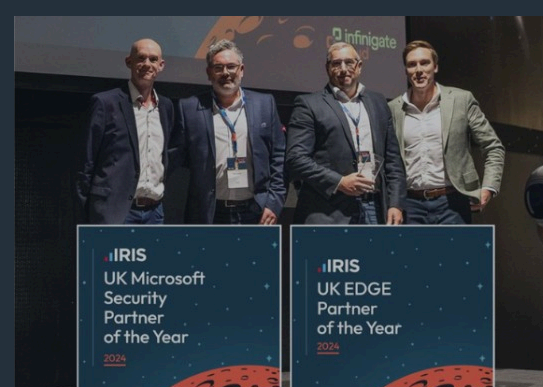 infinigate
IRIS
UK Microsoft
Security
Partner
of the Year
2024
IRIS
UK EDGE
Partner
of the Year
2024